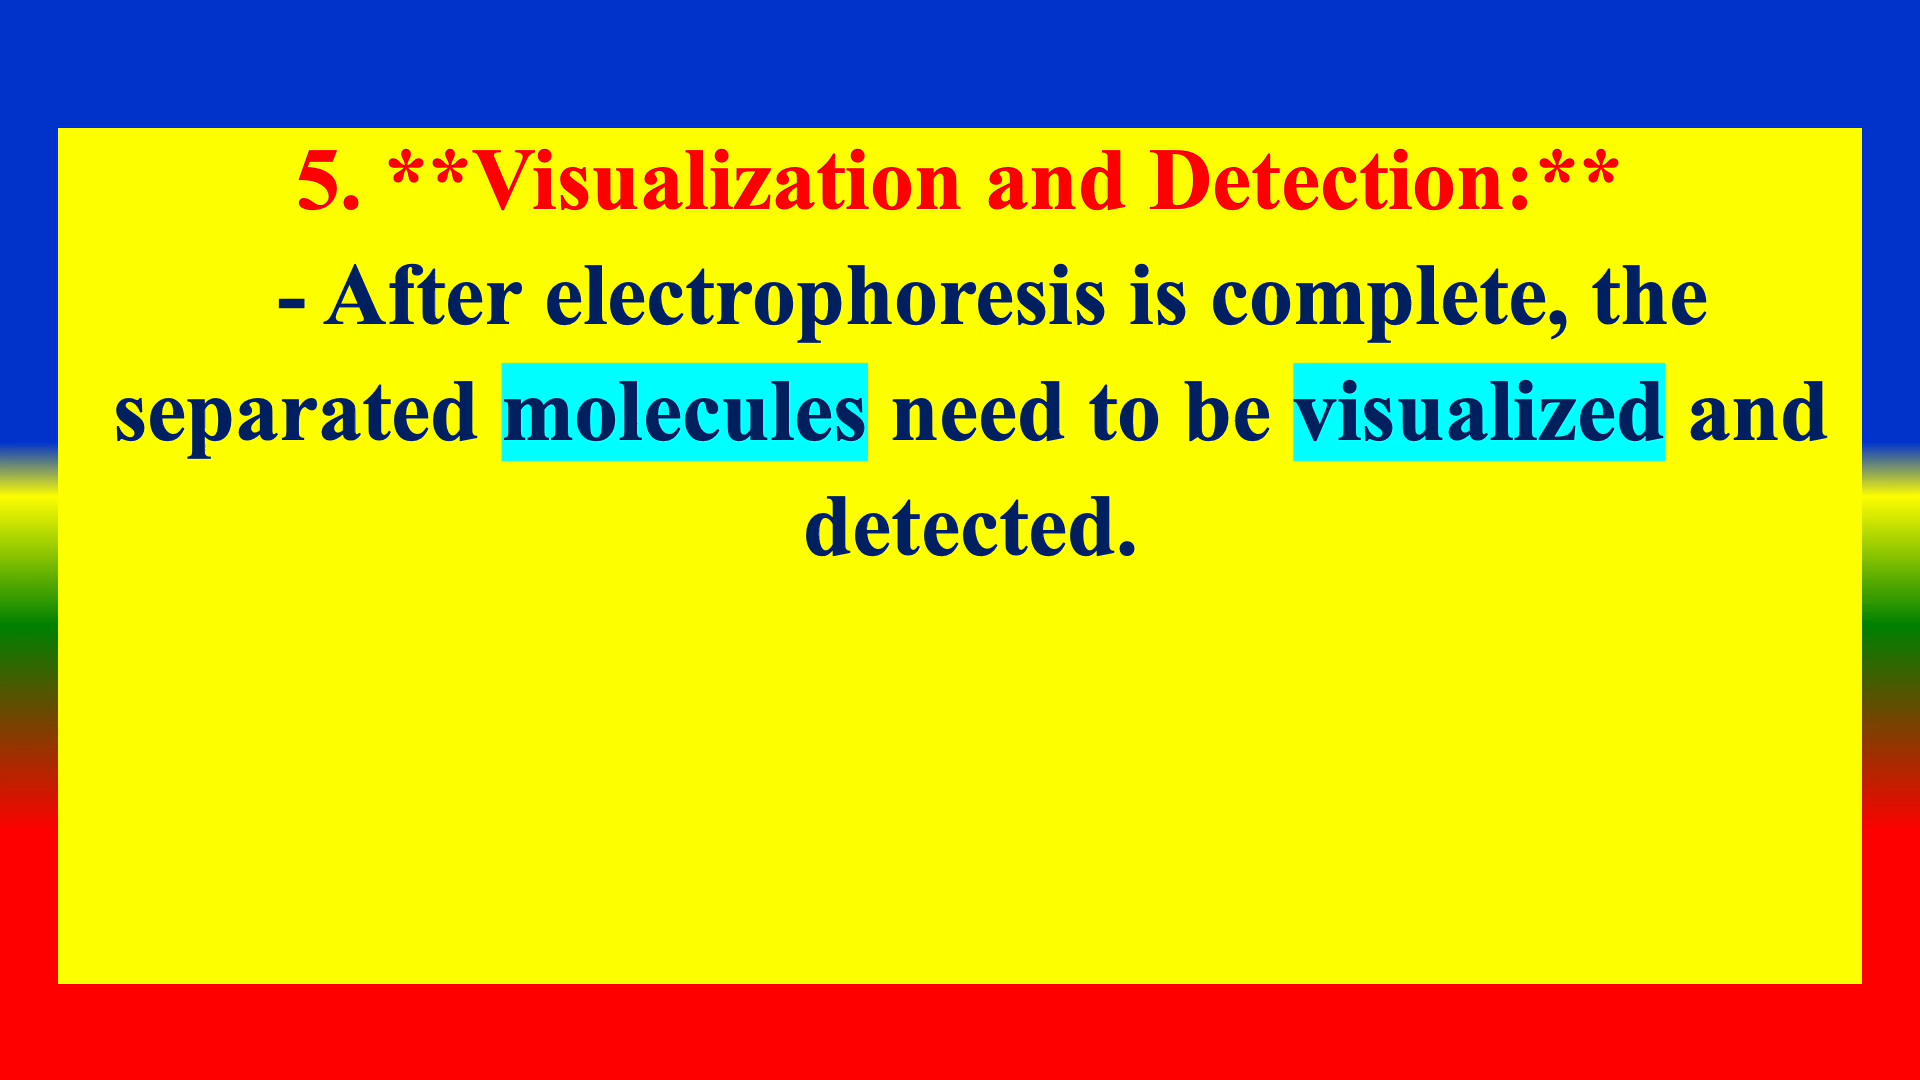 5. **Visualization and Detection:**
- After electrophoresis is complete, the
separated molecules need to be visualized and
detected.